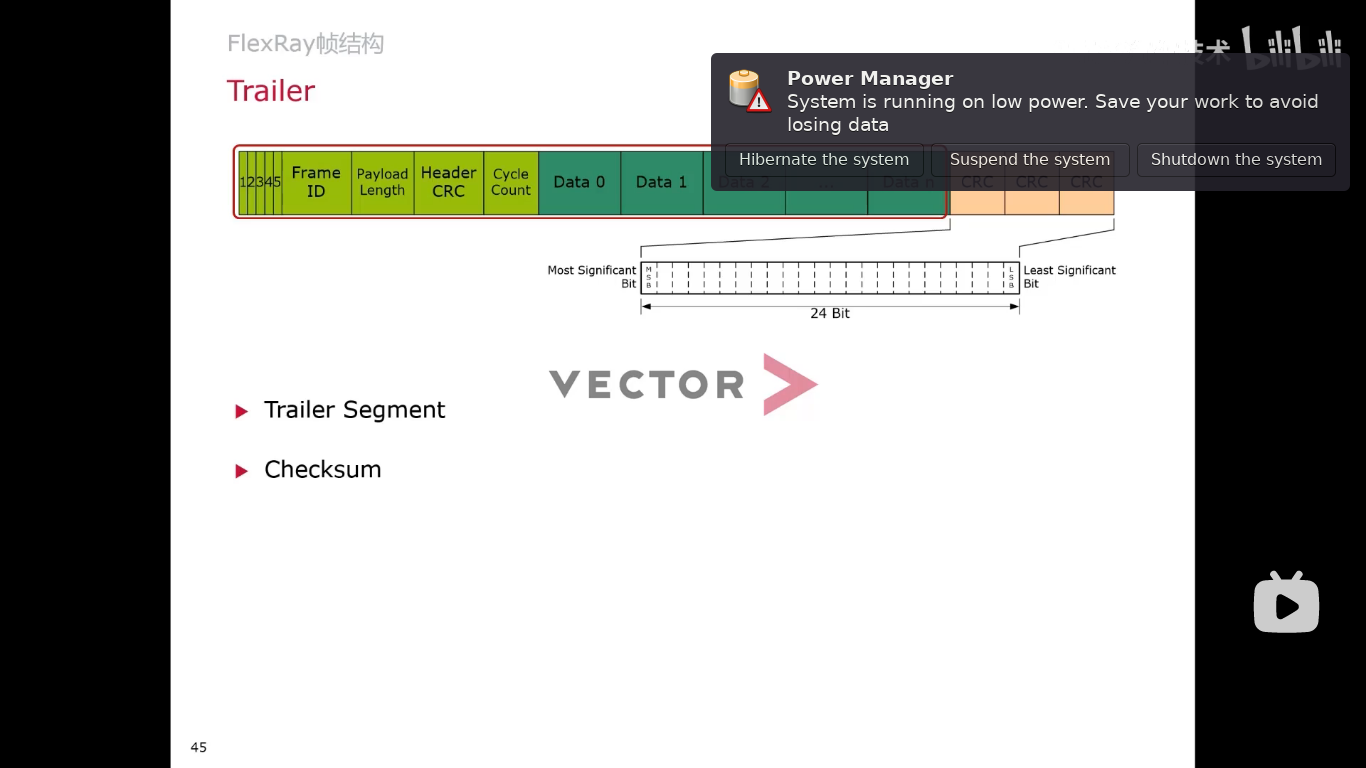 FlexRay帧结构
Trailer
技术 bilibili
Power Manager
System is running on low power. Save your work to avoid
losing data
Hibernate the system
Suspend the system
Shutdown the system
1 2 3 4 5
Frame
ID
Payload
Length
Header
CRC
Cycle
Count
Data 0
Data 1
Data 2
...
Data n
CRC
CRC
CRC
Most Significant
Bit
MSB
LSB
Least Significant
Bit
24 Bit
VECTOR
Trailer Segment
Checksum
45